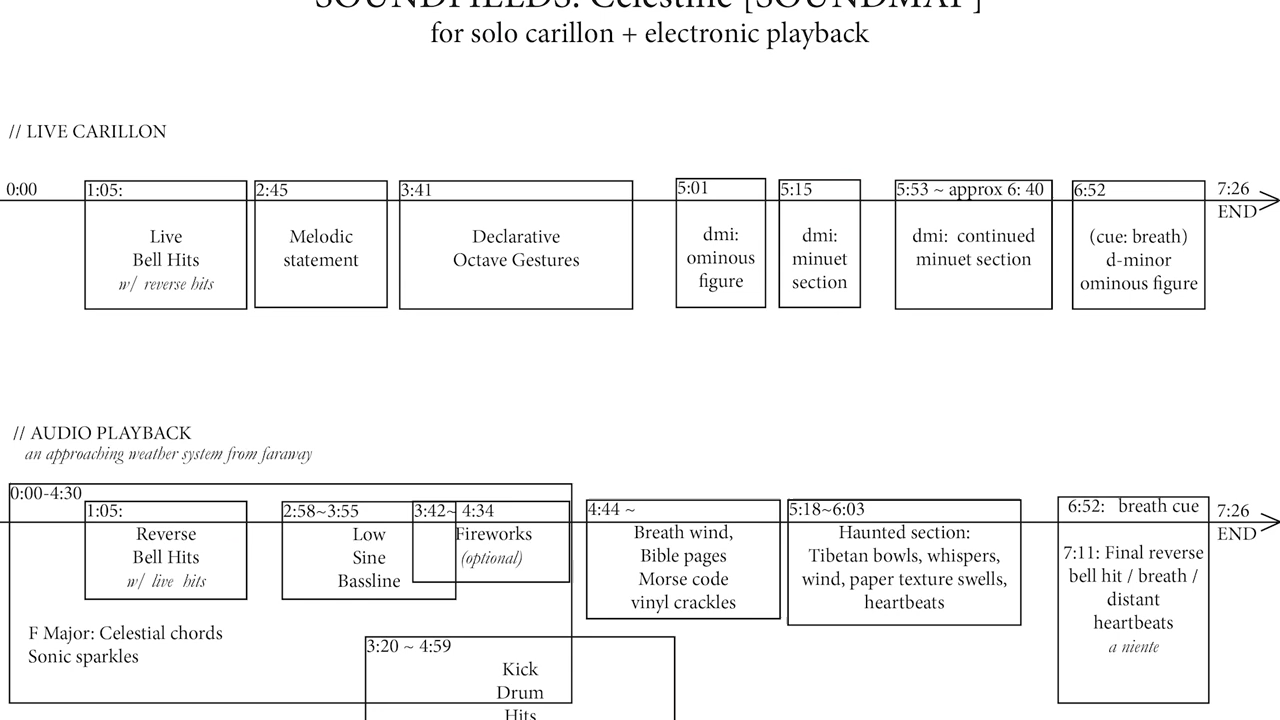 SOUNDFIELDS: Celestine [SOUNDMAP]
for solo carillon + electronic playback
// LIVE CARILLON
0:00
1:05:
Live
Bell Hits
w/ reverse hits
2:45
Melodic
statement
3:41
Declarative
Octave Gestures
5:01
dmi:
ominous
figure
5:15
dmi:
minuet
section
5:53 ~ approx 6: 40
dmi: continued
minuet section
6:52
(cue: breath)
d-minor
ominous figure
7:26
END
// AUDIO PLAYBACK
an approaching weather system from faraway
0:00-4:30
1:05:
Reverse
Bell Hits
w/ live hits
2:58~3:55
Low
Sine
Bassline
3:42~ 4:34
Fireworks
(optional)
4:44 ~
Breath wind,
Bible pages
Morse code
vinyl crackles
5:18~6:03
Haunted section:
Tibetan bowls, whispers,
wind, paper texture swells,
heartbeats
6:52: breath cue
7:11: Final reverse
bell hit / breath /
distant
heartbeats
a niente
7:26
END
F Major: Celestial chords
Sonic sparkles
3:20 ~ 4:59
Kick
Drum
Hits